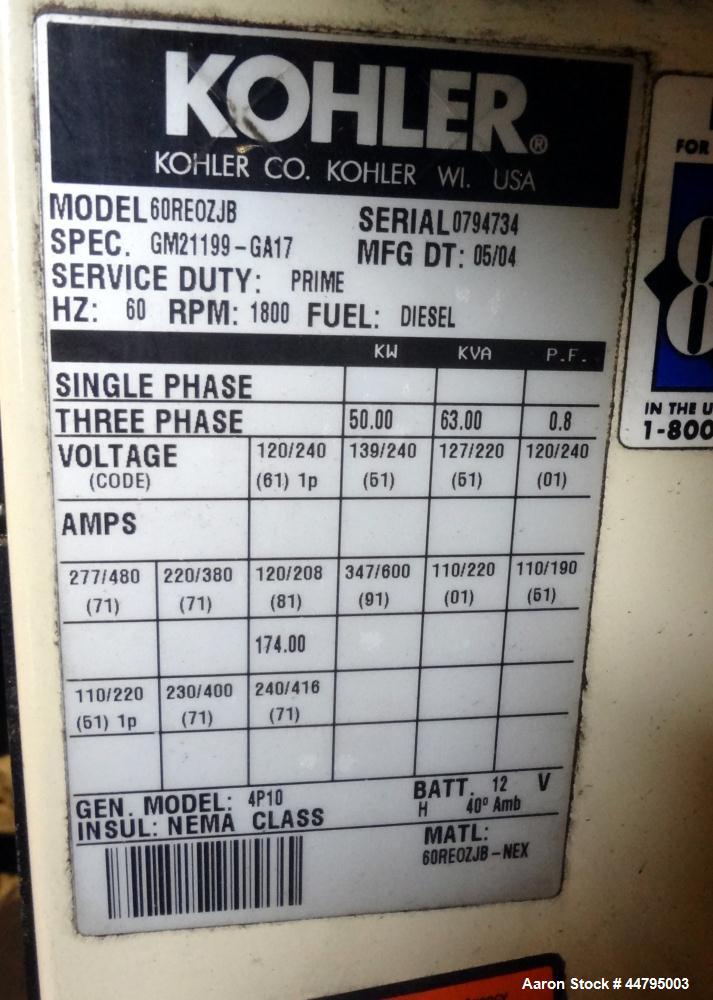 KOHLER®
KOHLER CO. KOHLER WI. USA
MODEL 60REOZJB SERIAL 0794734
SPEC. GM21199-GA17 MFG DT: 05/04
SERVICE DUTY: PRIME
HZ: 60 RPM: 1800 FUEL: DIESEL
KW KVA P.F.
SINGLE PHASE
THREE PHASE 50.00 63.00 0.8
VOLTAGE 120/240 139/240 127/220 120/240
(CODE) (61) 1p (51) (51) (01)
AMPS
277/480 220/380 120/208 347/600 110/220 110/190
(71) (71) (81) (91) (01) (51)
174.00
110/220 230/400 240/416
(51) 1p (71) (71)
GEN. MODEL: 4P10 BATT. 12 V
INSUL: NEMA CLASS H 40° Amb
MATL:
60REOZJB-NEX
FOR
8
IN THE U
1-800
Aaron Stock # 44795003